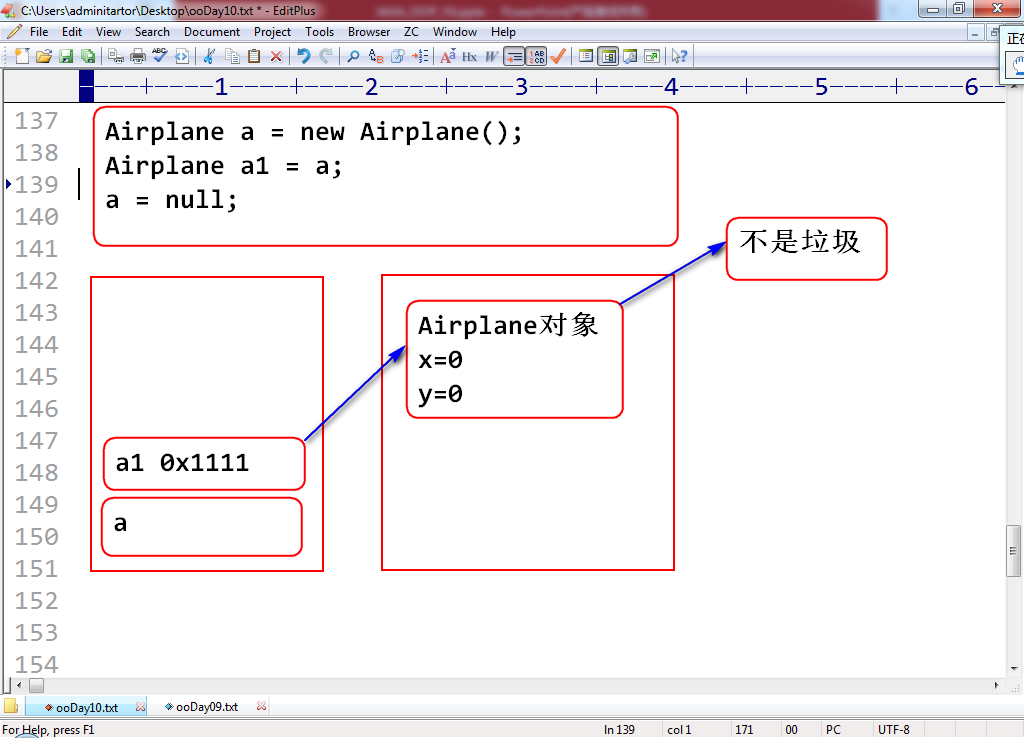 C:\Users\adminitartor\Desktop\ooDay10.txt * - EditPlus
File Edit View Search Document Project Tools Browser ZC Window Help
正在
1 2 3 4 5 6
137
138
139
140
141
142
143
144
145
146
147
148
149
150
151
152
153
154
Airplane a = new Airplane();
Airplane a1 = a;
a = null;
不是垃圾
Airplane对象
x=0
y=0
a1 0x1111
a
ooDay10.txt ooDay09.txt
For Help, press F1 ln 139 col 1 171 00 PC UTF-8